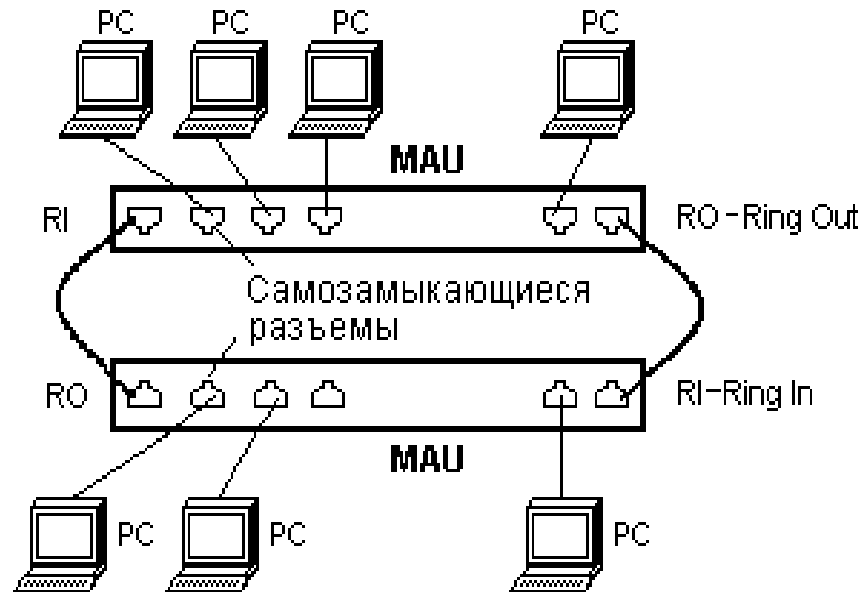 PC PC PC PC
MAU
RI RO-Ring Out
Самозамыкающиеся
разъемы
RO RI-Ring In
MAU
PC PC PC